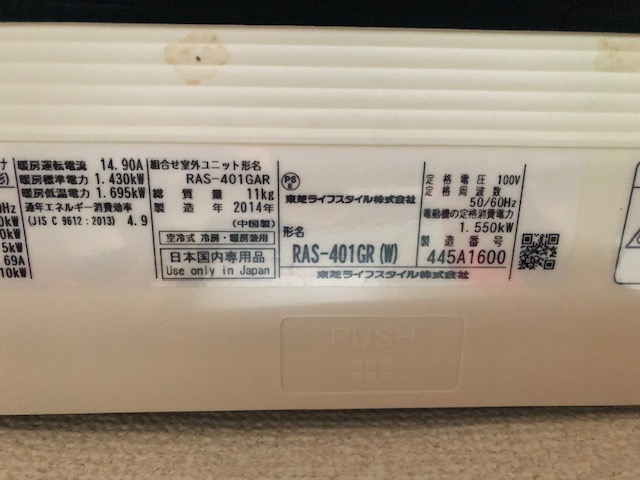 暖房運転電流 14.90A
暖房標準電力 1.430kW
暖房低温電力 1.695kW
通年エネルギー消費効率
(JIS C 9612:2013) 4.9
5kW
69A
10kW
組合せ室外ユニット形名
RAS-401GAR
総質量 11kg
製造年 2014年
(中国製)
空冷式 冷房・暖房兼用
日本国内専用品
Use only in Japan
PS
E
東芝ライフスタイル株式会社
形名
RAS-401GR(W)
東芝ライフスタイル株式会社
定格電圧 100V
定格周波数
50/60Hz
電動機の定格消費電力
1.550kW
製造番号
445A1600
PUSH